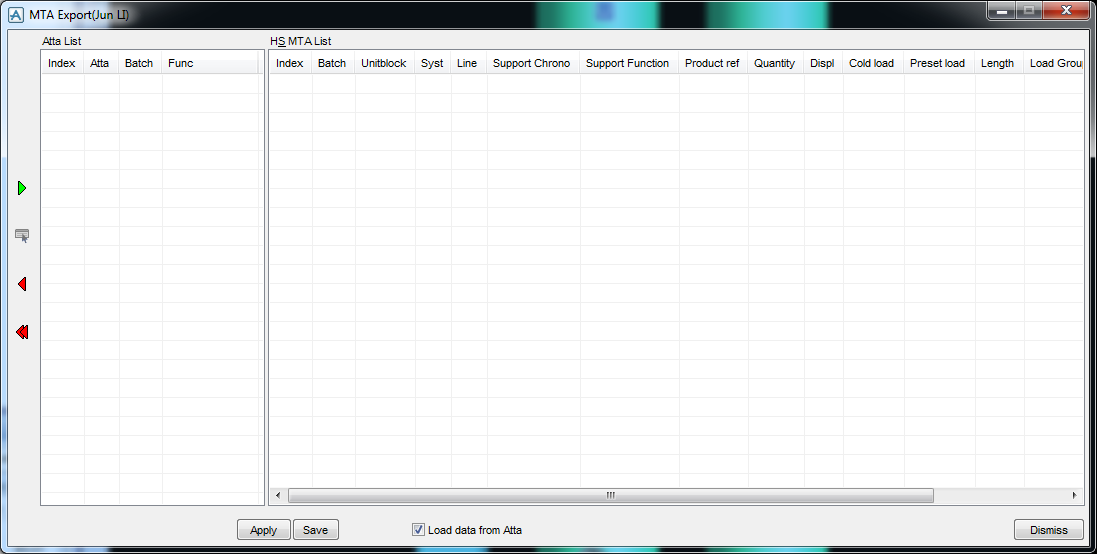 MTA Export(Jun LI)
Atta List
HS MTA List
Index Atta Batch Func
Index Batch Unitblock Syst Line Support Chrono Support Function Product ref Quantity Displ Cold load Preset load Length Load Grou
Apply Save Load data from Atta Dismiss